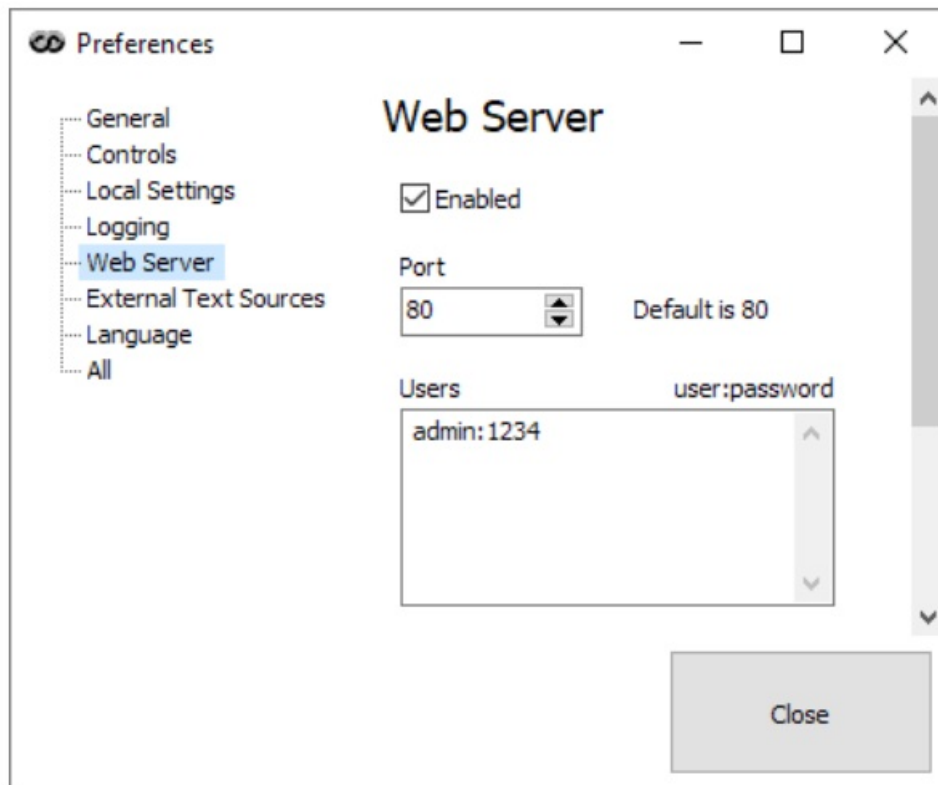 Preferences
General
Controls
Local Settings
Logging
Web Server
External Text Sources
Language
All
Web Server
Enabled
Port
80
Default is 80
Users
user:password
admin:1234
Close